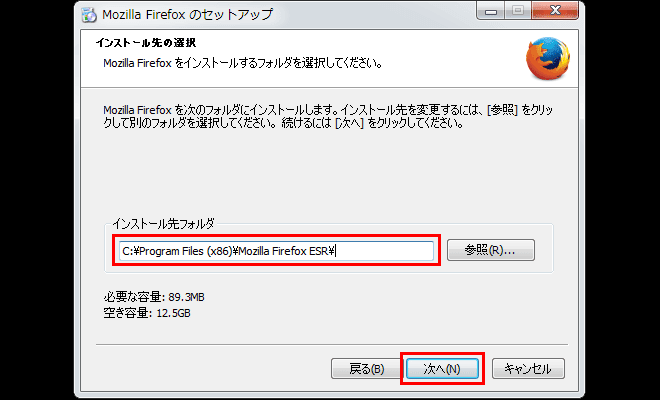 Mozilla Firefox のセットアップ
インストール先の選択
Mozilla Firefox をインストールするフォルダを選択してください。
Mozilla Firefox を次のフォルダにインストールします。インストール先を変更するには、[参照] をクリッ
クして別のフォルダを選択してください。 続けるには [次へ] をクリックしてください。
インストール先フォルダ
C:¥Program Files (x86)¥Mozilla Firefox ESR¥
参照(R)...
必要な容量: 89.3MB
空き容量: 12.5GB
戻る(B)
次へ(N)
キャンセル